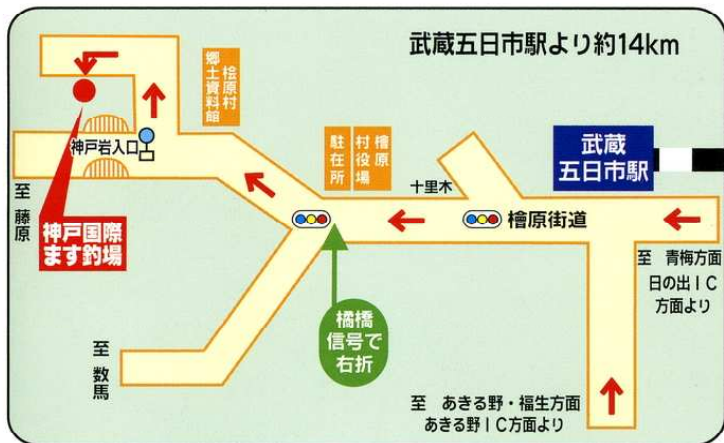 武蔵五日市駅より約14km
桧原村
郷土資料館
檜原
村役場
駐在所
武蔵
五日市駅
神戸岩入口
十里木
檜原街道
至 藤原
神戸国際
ます釣場
至 青梅方面
日の出IC
方面より
橘橋
信号で
右折
至 数馬
至 あきる野・福生方面
あきる野IC方面より